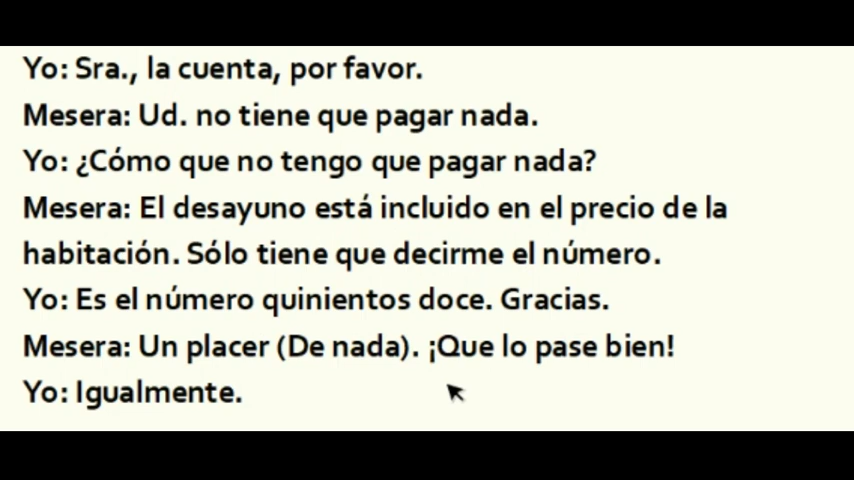 Yo: Sra., la cuenta, por favor.
Mesera: Ud. no tiene que pagar nada.
Yo: ¿Cómo que no tengo que pagar nada?
Mesera: El desayuno está incluido en el precio de la
habitación. Sólo tiene que decirme el número.
Yo: Es el número quinientos doce. Gracias.
Mesera: Un placer (De nada). ¡Que lo pase bien!
Yo: Igualmente.